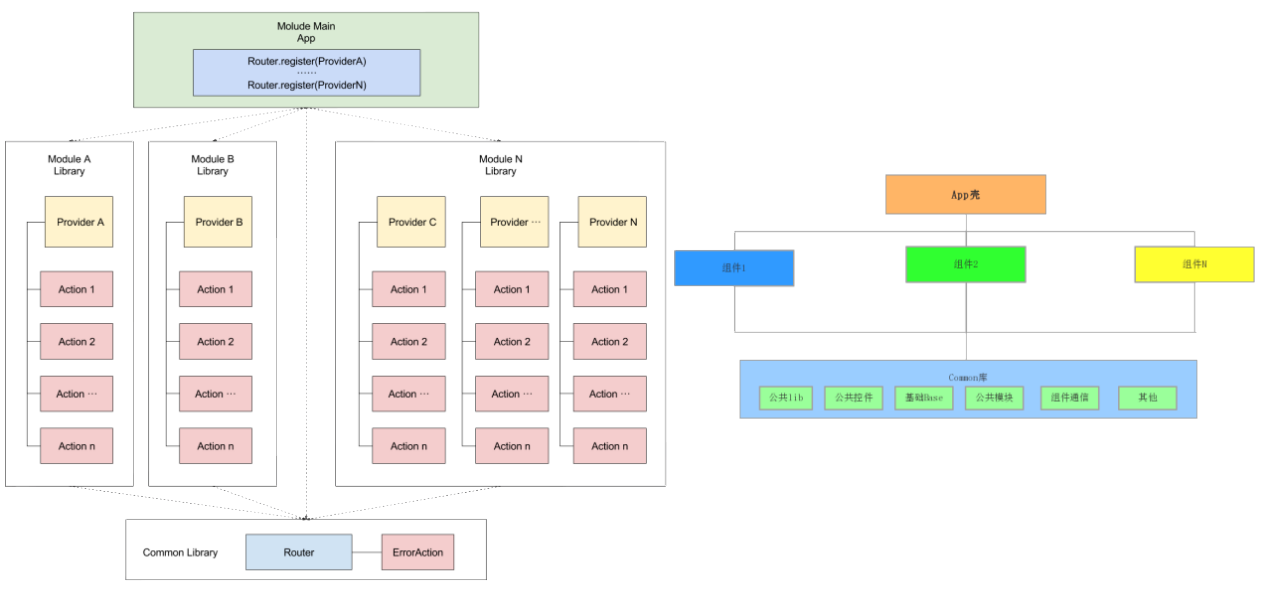 Molude Main
App
Router.register(ProviderA)
……
Router.register(ProviderN)
Module A
Library
Provider A
Action 1
Action 2
Action …
Action n
Module B
Library
Provider B
Action 1
Action 2
Action …
Action n
Module N
Library
Provider C
Action 1
Action 2
Action …
Action n
Provider …
Action 1
Action 2
Action …
Action n
Provider N
Action 1
Action 2
Action …
Action n
Common Library
Router
ErrorAction
App壳
组件1
组件2
组件N
Common库
公共lib
公共控件
基础Base
公共模块
组件通信
其他